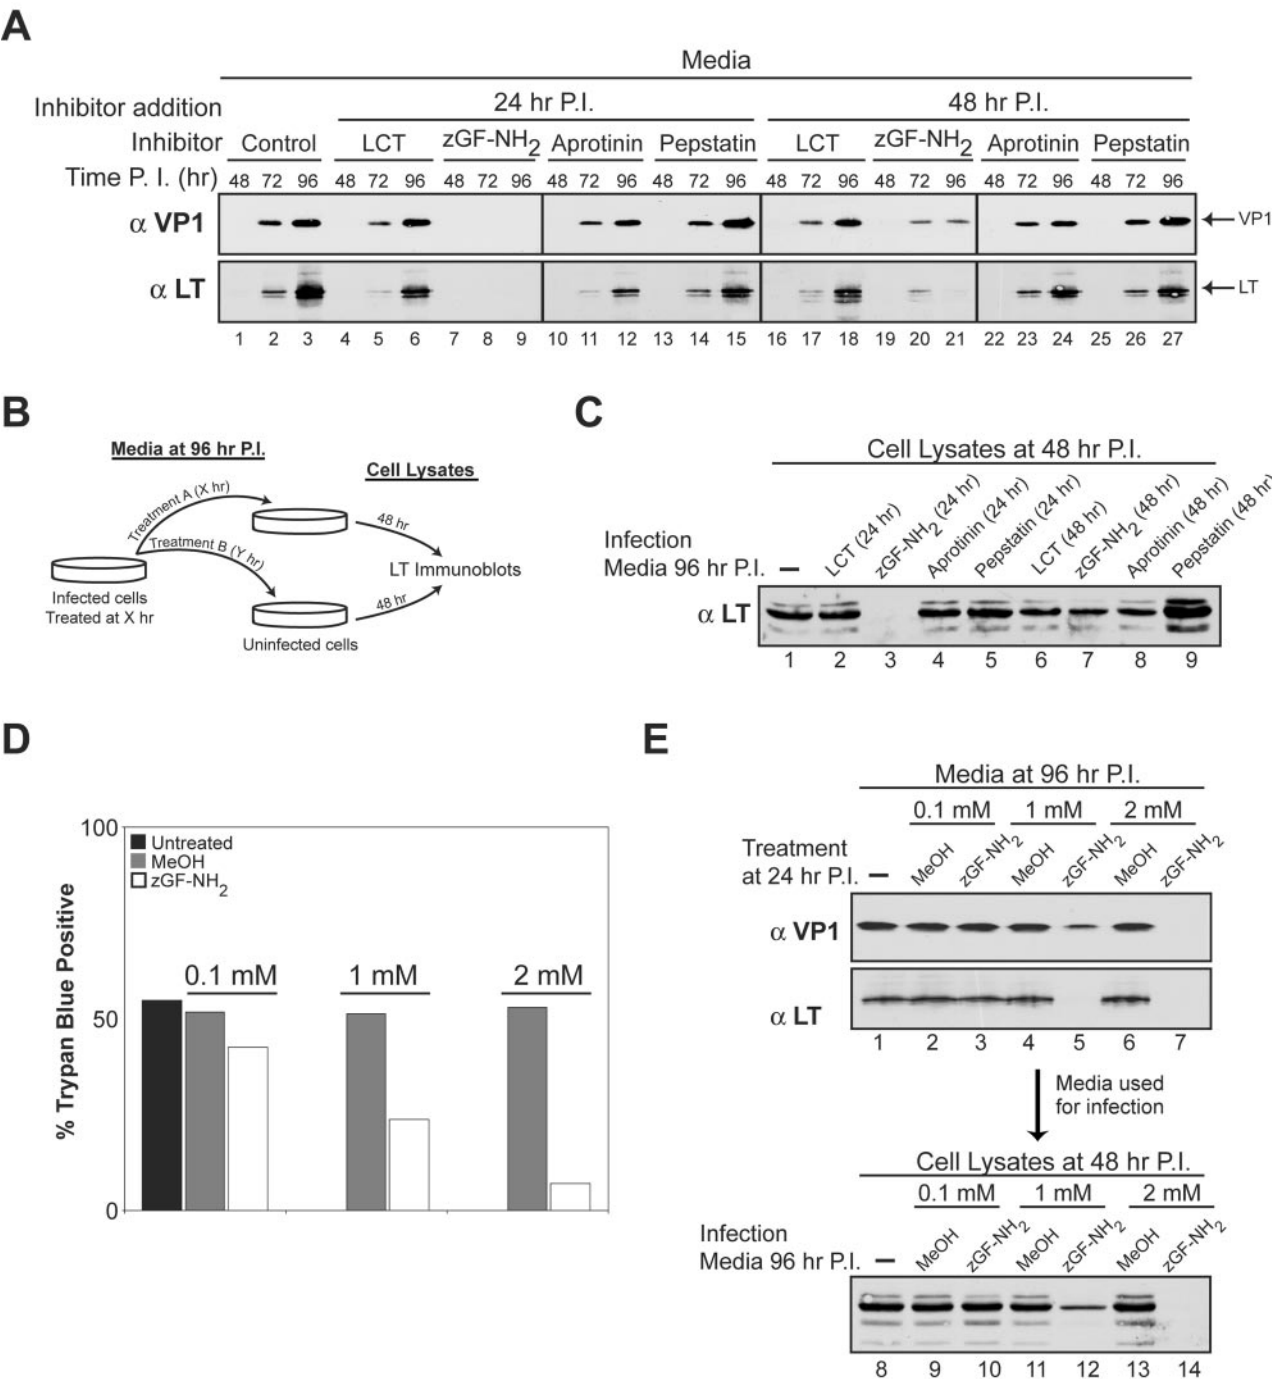 A
Media
Inhibitor addition 24 hr P.I. 48 hr P.I.
Inhibitor Control LCT zGF-NH2 Aprotinin Pepstatin LCT zGF-NH2 Aprotinin Pepstatin
Time P. I. (hr) 48 72 96 48 72 96 48 72 96 48 72 96 48 72 96 48 72 96 48 72 96 48 72 96 48 72 96
α VP1 VP1
α LT LT
1 2 3 4 5 6 7 8 9 10 11 12 13 14 15 16 17 18 19 20 21 22 23 24 25 26 27
B
Media at 96 hr P.I.
Cell Lysates
Treatment A (X hr)
Treatment B (Y hr)
48 hr
LT Immunoblots
48 hr
Infected cells
Treated at X hr
Uninfected cells
C
Cell Lysates at 48 hr P.I.
Infection
Media 96 hr P.I. – LCT (24 hr) zGF-NH2 (24 hr) Aprotinin (24 hr) Pepstatin (24 hr) LCT (48 hr) zGF-NH2 (48 hr) Aprotinin (48 hr) Pepstatin (48 hr)
α LT
1 2 3 4 5 6 7 8 9
D
% Trypan Blue Positive
100
50
0
Untreated
MeOH
zGF-NH2
0.1 mM 1 mM 2 mM
E
Media at 96 hr P.I.
0.1 mM 1 mM 2 mM
Treatment
at 24 hr P.I. – MeOH zGF-NH2 MeOH zGF-NH2 MeOH zGF-NH2
α VP1
α LT
1 2 3 4 5 6 7
Media used
for infection
Cell Lysates at 48 hr P.I.
0.1 mM 1 mM 2 mM
Infection
Media 96 hr P.I. – MeOH zGF-NH2 MeOH zGF-NH2 MeOH zGF-NH2
8 9 10 11 12 13 14